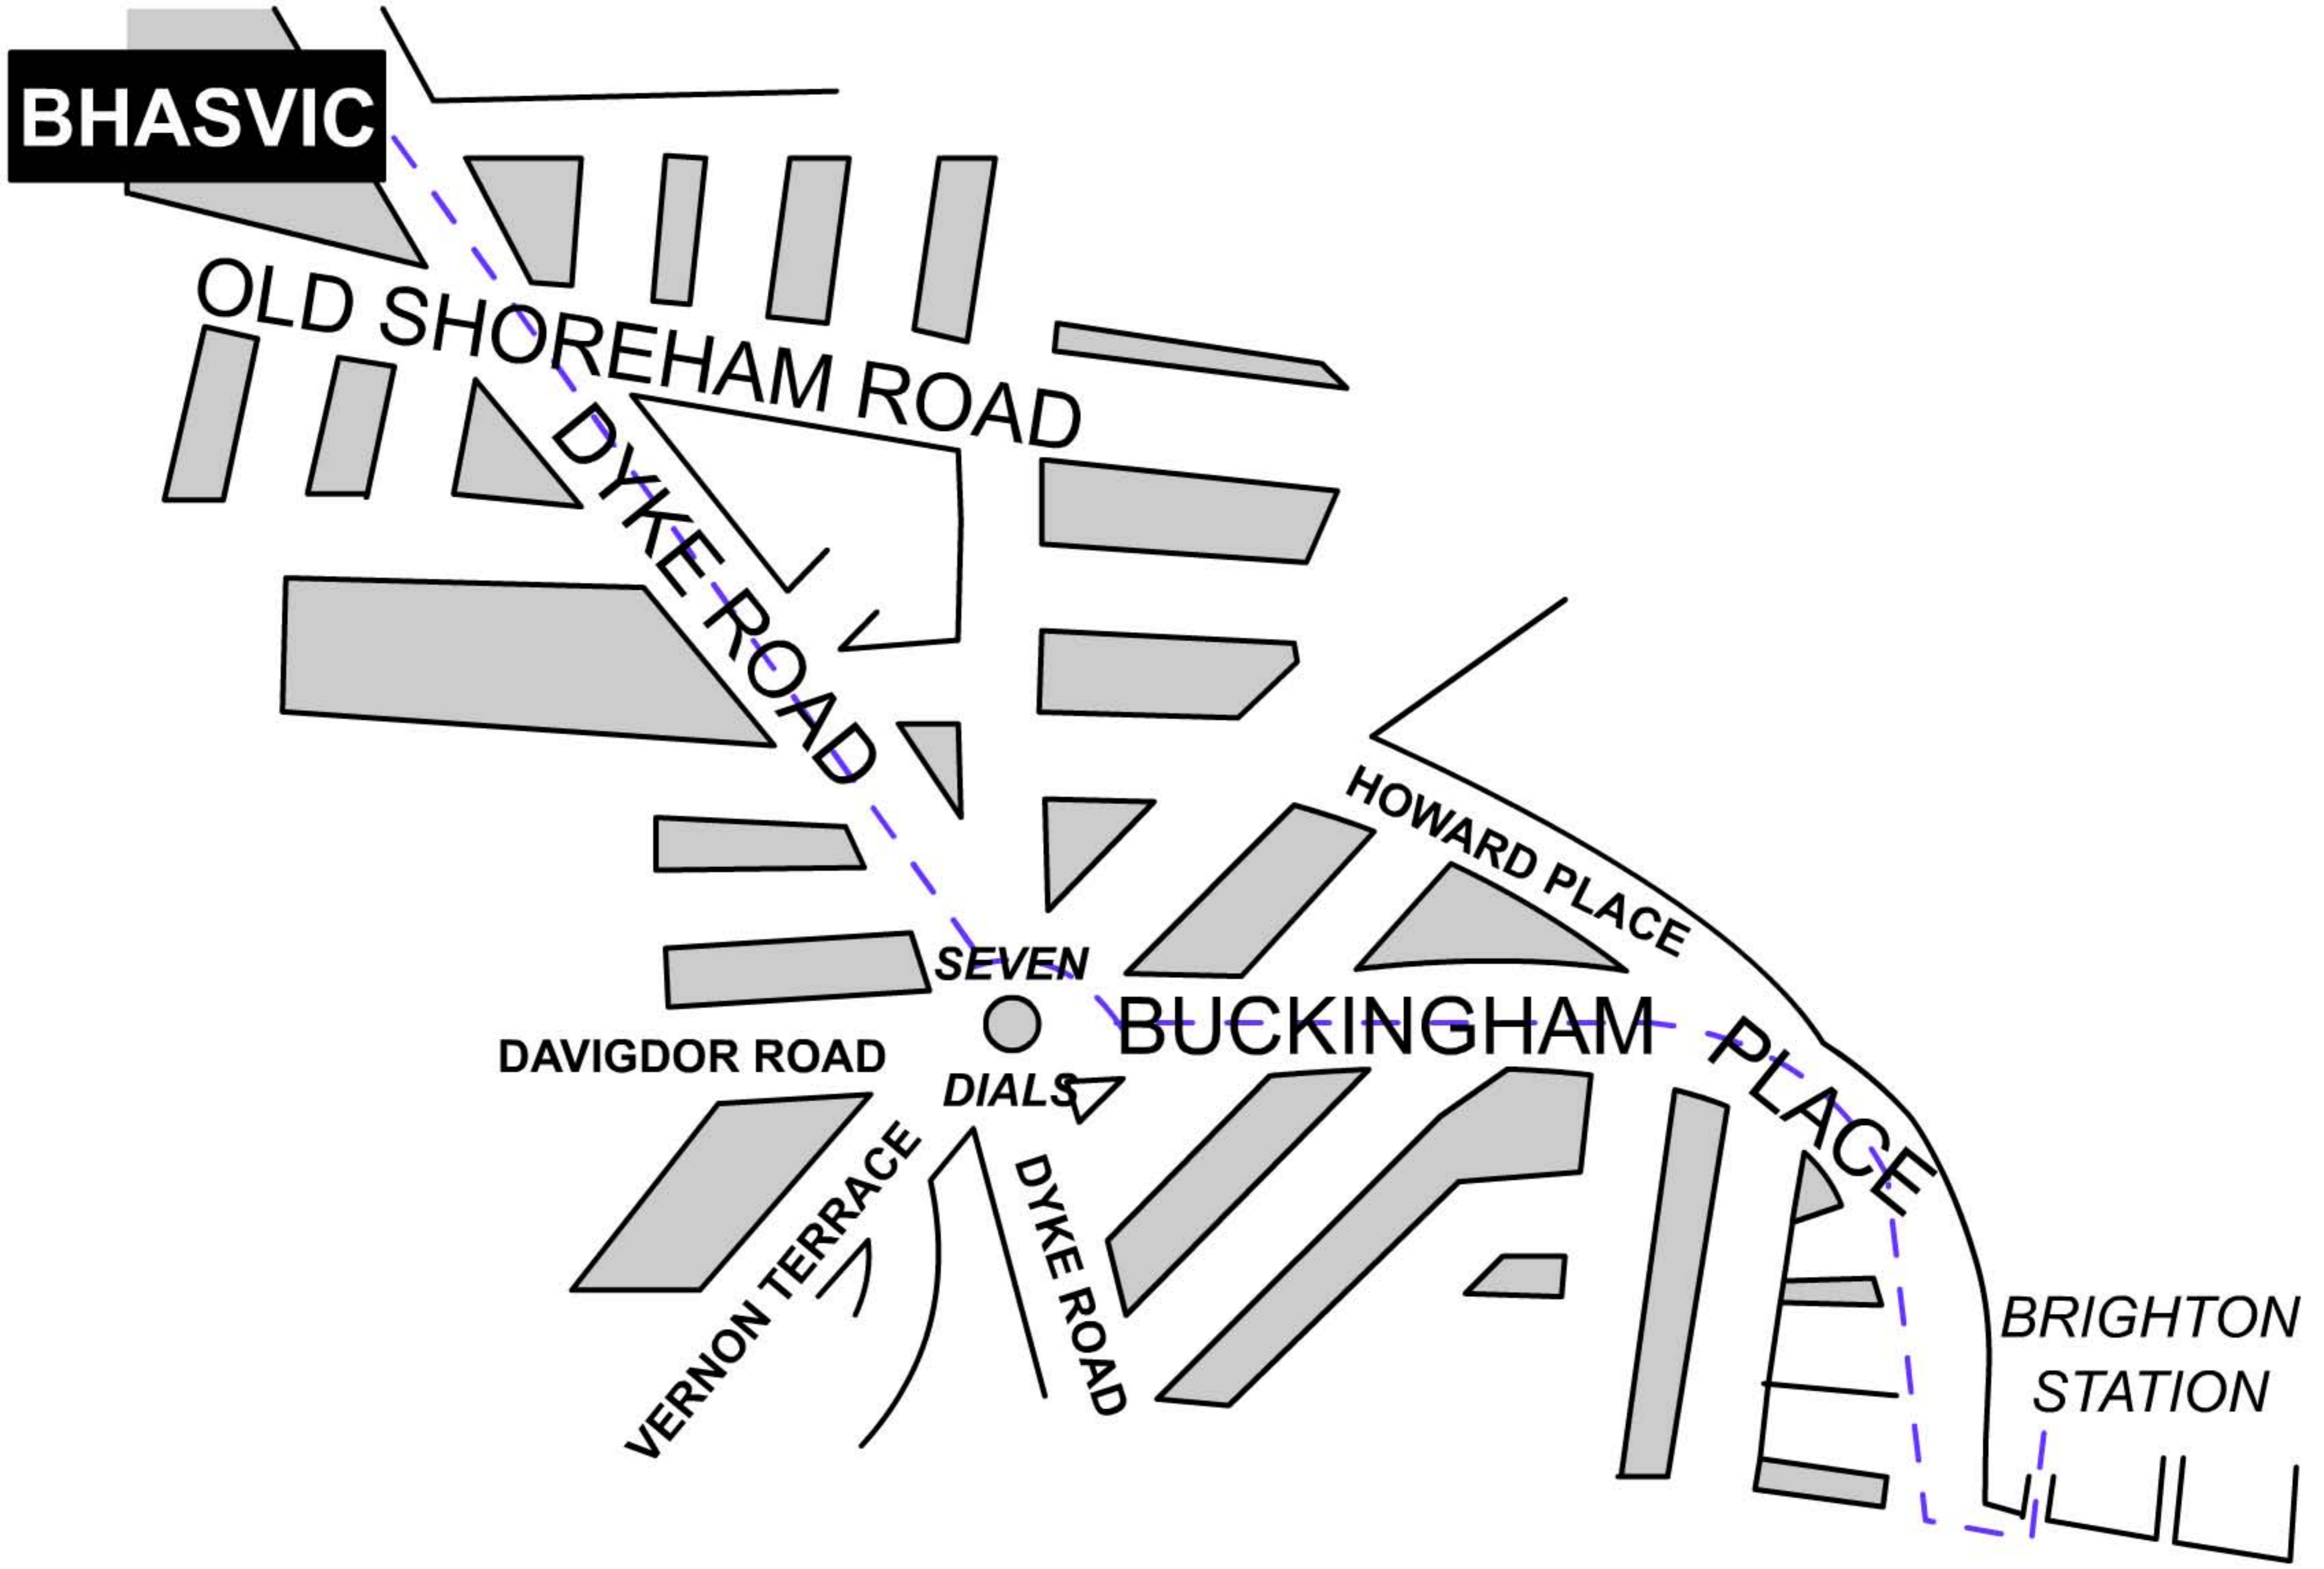 BHASVIC
OLD SHOREHAM ROAD
DYKE ROAD
HOWARD PLACE
SEVEN
DIALS
BUCKINGHAM
PLACE
DAVIGDOR ROAD
VERNON TERRACE
DYKE ROAD
BRIGHTON
STATION